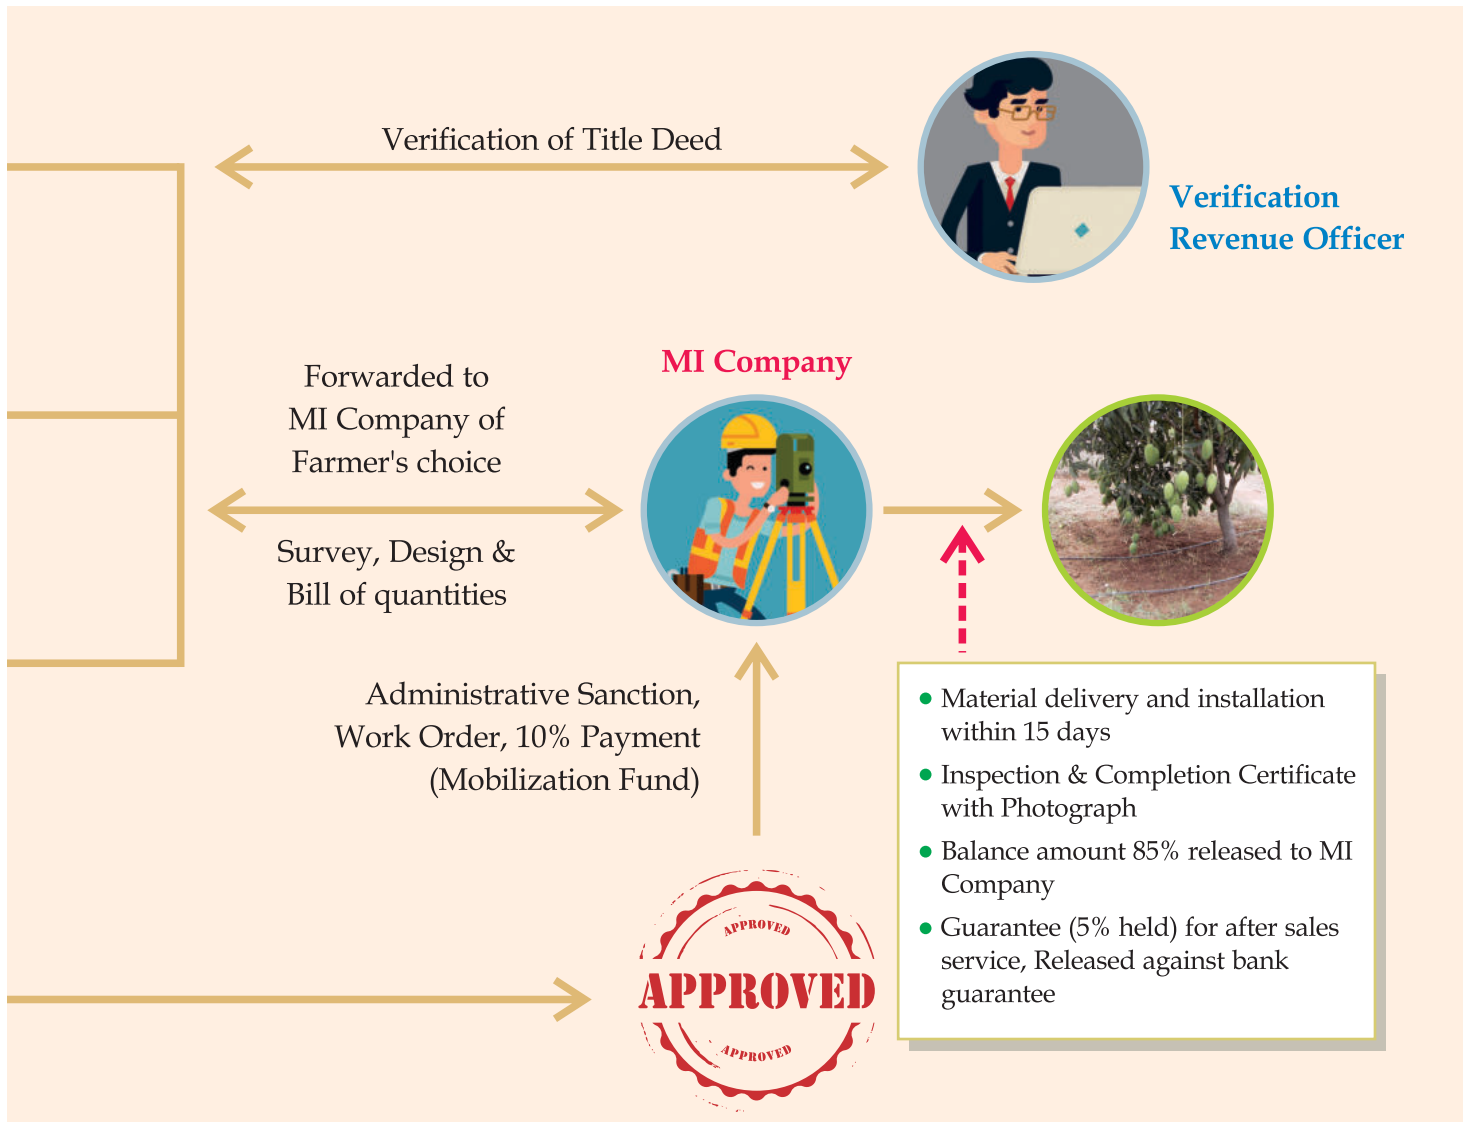 Verification of Title Deed
Verification
Revenue Officer
Forwarded to
MI Company of
Farmer's choice
Survey, Design &
Bill of quantities
MI Company
Administrative Sanction,
Work Order, 10% Payment
(Mobilization Fund)
APPROVED
APPROVED
APPROVED
• Material delivery and installation
within 15 days
• Inspection & Completion Certificate
with Photograph
• Balance amount 85% released to MI
Company
• Guarantee (5% held) for after sales
service, Released against bank
guarantee